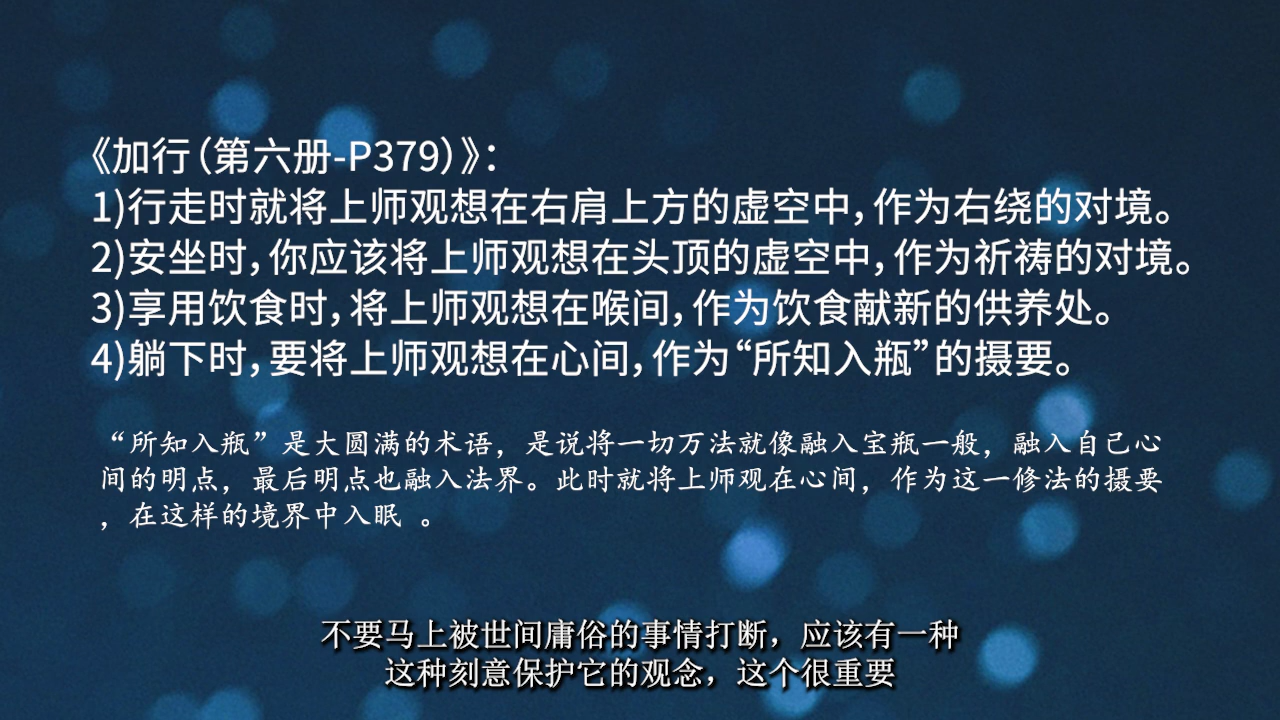 《加行（第六册-P379）》：
1)行走时就将上师观想在右肩上方的虚空中，作为右绕的对境。
2)安坐时，你应该将上师观想在头顶的虚空中，作为祈祷的对境。
3)享用饮食时，将上师观想在喉间，作为饮食献新的供养处。
4)躺下时，要将上师观想在心间，作为“所知入瓶”的摄要。
“所知入瓶”是大圆满的术语，是说将一切万法就像融入宝瓶一般，融入自己心
间的明点，最后明点也融入法界。此时就将上师观在心间，作为这一修法的摄要
，在这样的境界中入眠 。
不要马上被世间庸俗的事情打断，应该有一种
这种刻意保护它的观念，这个很重要